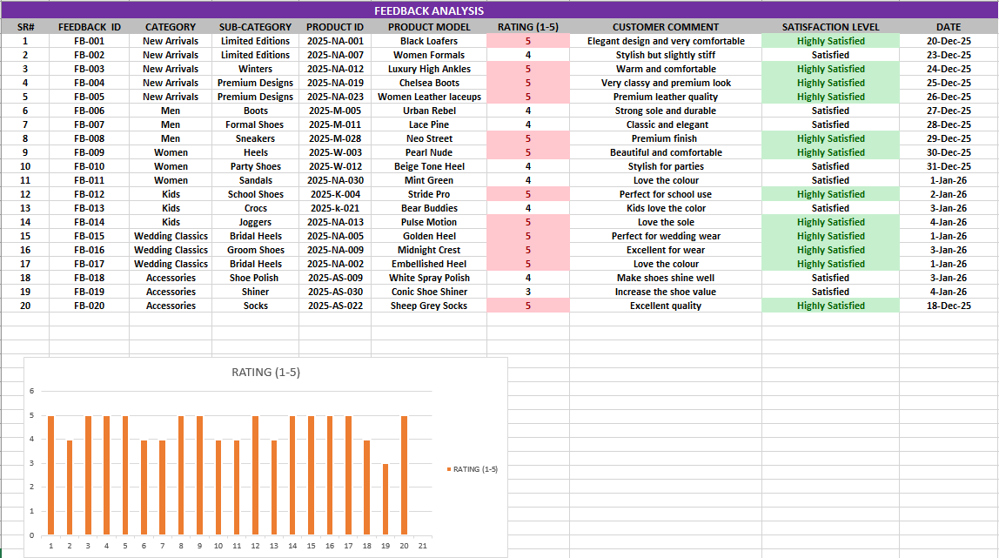 FEEDBACK ANALYSIS
SR# FEEDBACK ID CATEGORY SUB-CATEGORY PRODUCT ID PRODUCT MODEL RATING (1-5) CUSTOMER COMMENT SATISFACTION LEVEL DATE
1 FB-001 New Arrivals Limited Editions 2025-NA-001 Black Loafers 5 Elegant design and very comfortable Highly Satisfied 20-Dec-25
2 FB-002 New Arrivals Limited Editions 2025-NA-007 Women Formals 4 Stylish but slightly stiff Satisfied 23-Dec-25
3 FB-003 New Arrivals Winters 2025-NA-012 Luxury High Ankles 5 Warm and comfortable Highly Satisfied 24-Dec-25
4 FB-004 New Arrivals Premium Designs 2025-NA-019 Chelsea Boots 5 Very classy and premium look Highly Satisfied 25-Dec-25
5 FB-005 New Arrivals Premium Designs 2025-NA-023 Women Leather laceups 5 Premium leather quality Highly Satisfied 26-Dec-25
6 FB-006 Men Boots 2025-M-005 Urban Rebel 4 Strong sole and durable Satisfied 27-Dec-25
7 FB-007 Men Formal Shoes 2025-M-011 Lace Pine 4 Classic and elegant Satisfied 28-Dec-25
8 FB-008 Men Sneakers 2025-M-028 Neo Street 5 Premium finish Highly Satisfied 29-Dec-25
9 FB-009 Women Heels 2025-W-003 Pearl Nude 5 Beautiful and comfortable Highly Satisfied 30-Dec-25
10 FB-010 Women Party Shoes 2025-W-012 Beige Tone Heel 4 Stylish for parties Satisfied 31-Dec-25
11 FB-011 Women Sandals 2025-NA-030 Mint Green 4 Love the colour Satisfied 1-Jan-26
12 FB-012 Kids School Shoes 2025-K-004 Stride Pro 5 Perfect for school use Highly Satisfied 2-Jan-26
13 FB-013 Kids Crocs 2025-k-021 Bear Buddies 4 Kids love the color Satisfied 3-Jan-26
14 FB-014 Kids Joggers 2025-NA-013 Pulse Motion 5 Love the sole Highly Satisfied 4-Jan-26
15 FB-015 Wedding Classics Bridal Heels 2025-NA-005 Golden Heel 5 Perfect for wedding wear Highly Satisfied 1-Jan-26
16 FB-016 Wedding Classics Groom Shoes 2025-NA-009 Midnight Crest 5 Excellent for wear Highly Satisfied 3-Jan-26
17 FB-017 Wedding Classics Bridal Heels 2025-NA-002 Embellished Heel 5 Love the colour Highly Satisfied 1-Jan-26
18 FB-018 Accessories Shoe Polish 2025-AS-009 White Spray Polish 4 Make shoes shine well Satisfied 3-Jan-26
19 FB-019 Accessories Shiner 2025-AS-030 Conic Shoe Shiner 3 Increase the shoe value Satisfied 4-Jan-26
20 FB-020 Accessories Socks 2025-AS-022 Sheep Grey Socks 5 Excellent quality Highly Satisfied 18-Dec-25
RATING (1-5)
6
5
4
3
2
1
0
1 2 3 4 5 6 7 8 9 10 11 12 13 14 15 16 17 18 19 20 21
RATING (1-5)